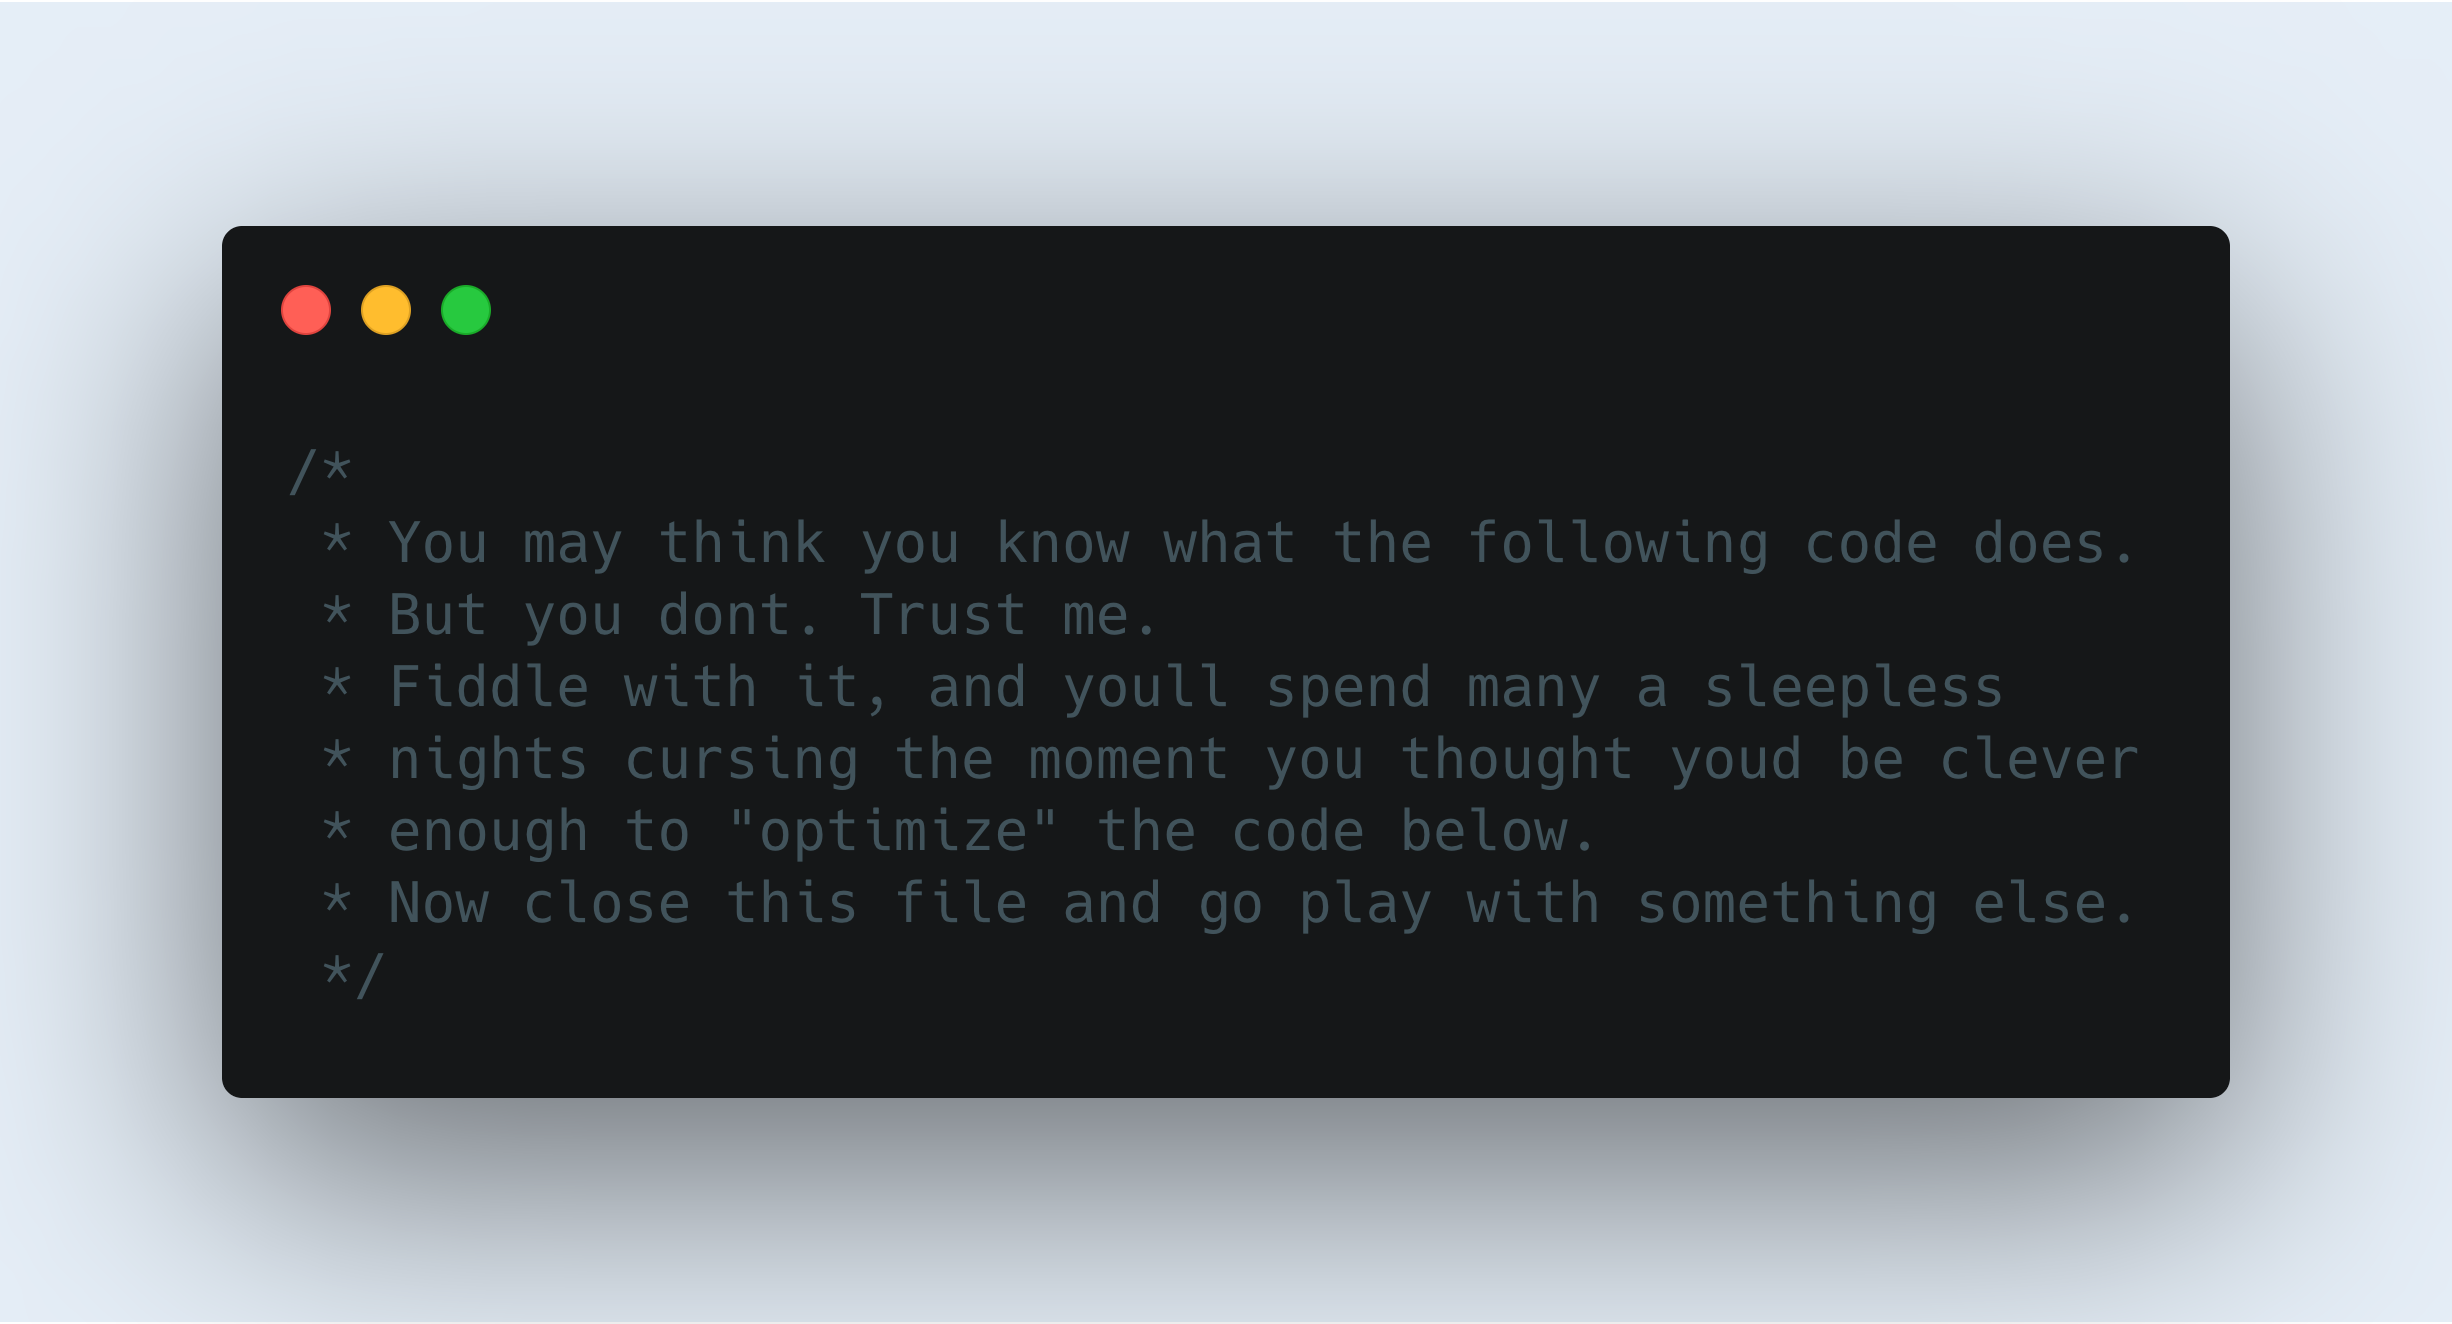 /*
 * You may think you know what the following code does.
 * But you dont. Trust me.
 * Fiddle with it, and youll spend many a sleepless
 * nights cursing the moment you thought youd be clever
 * enough to "optimize" the code below.
 * Now close this file and go play with something else.
 */